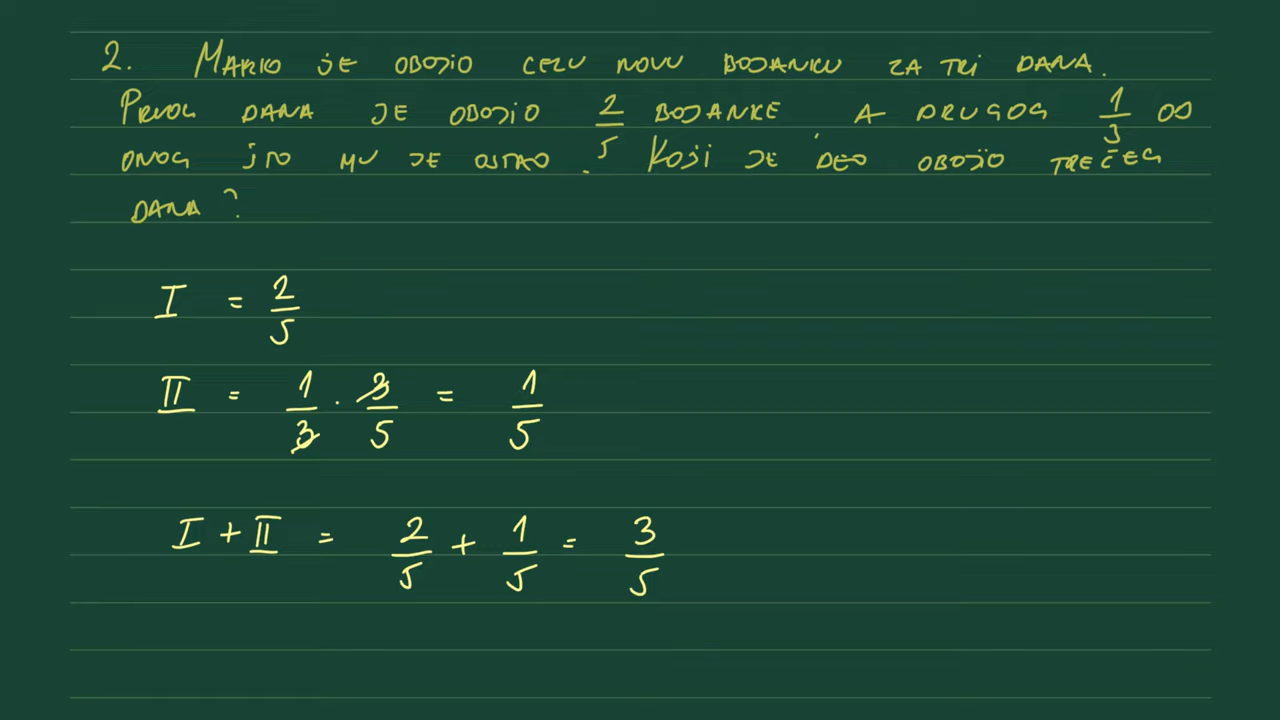 2. MARKO JE OBOJIO CELU NOVU BOJANKU ZA TRI DANA.
PRVOG DANA JE OBOJIO 2/5 BOJANKE, A DRUGOG 1/3 OD
ONOG ŠTO MU JE OSTAO. KOJI JE DEO OBOJIO TREĆEG
DANA?
I = 2/5
II = 1/3 · 3/5 = 1/5
I + II = 2/5 + 1/5 = 3/5